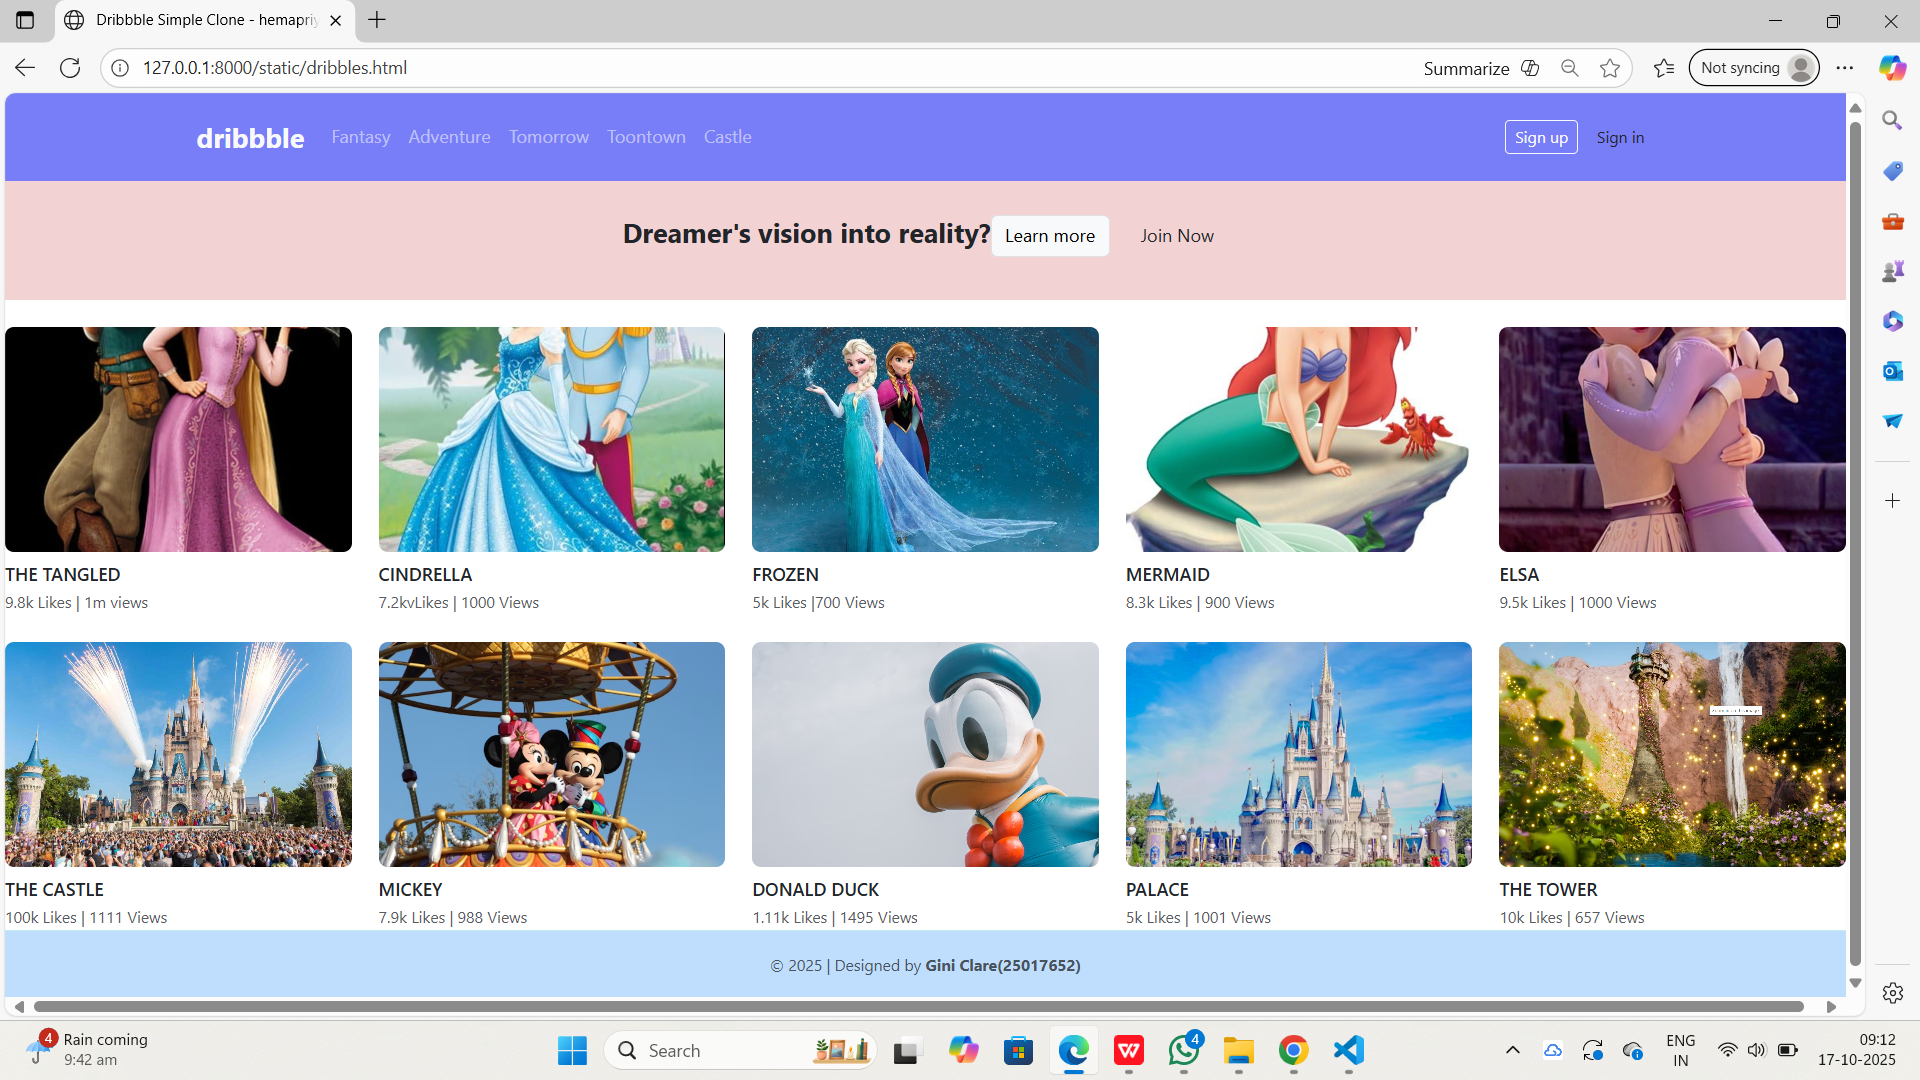 Dribbble Simple Clone - hemapriy
127.0.0.1:8000/static/dribbles.html
Summarize
Not syncing
dribbble Fantasy Adventure Tomorrow Toontown Castle Sign up Sign in
Dreamer's vision into reality? Learn more Join Now
THE TANGLED
9.8k Likes | 1m views
CINDRELLA
7.2kvLikes | 1000 Views
FROZEN
5k Likes |700 Views
MERMAID
8.3k Likes | 900 Views
ELSA
9.5k Likes | 1000 Views
THE CASTLE
100k Likes | 1111 Views
MICKEY
7.9k Likes | 988 Views
DONALD DUCK
1.11k Likes | 1495 Views
PALACE
5k Likes | 1001 Views
THE TOWER
10k Likes | 657 Views
© 2025 | Designed by Gini Clare(25017652)
4
Rain coming
9:42 am
Search
4
ENG
IN
09:12
17-10-2025